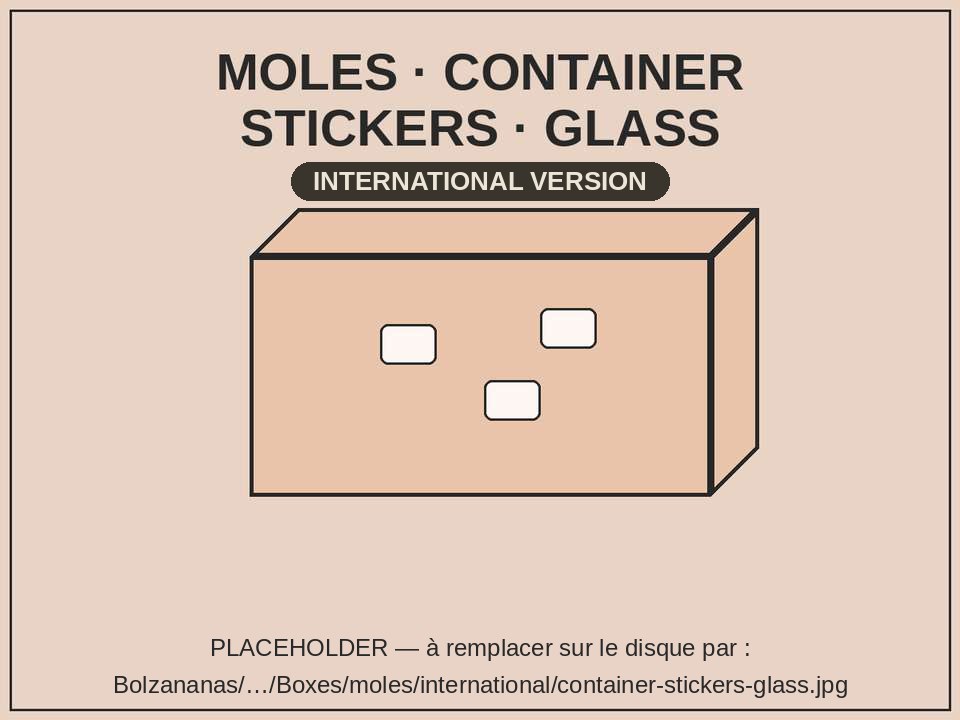 MOLES · CONTAINER
STICKERS · GLASS
INTERNATIONAL VERSION
PLACEHOLDER — à remplacer sur le disque par :
Bolzananas/…/Boxes/moles/international/container-stickers-glass.jpg